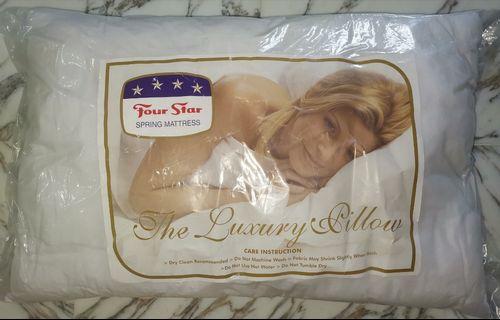 Four Star
SPRING MATTRESS
The Luxury Pillow
CARE INSTRUCTION
» Dry Clean Recommended » Do Not Machine Wash » Fabric May Shrink Slightly When Wash,
» Do Not Use Hot Water » Do Not Tumble Dry